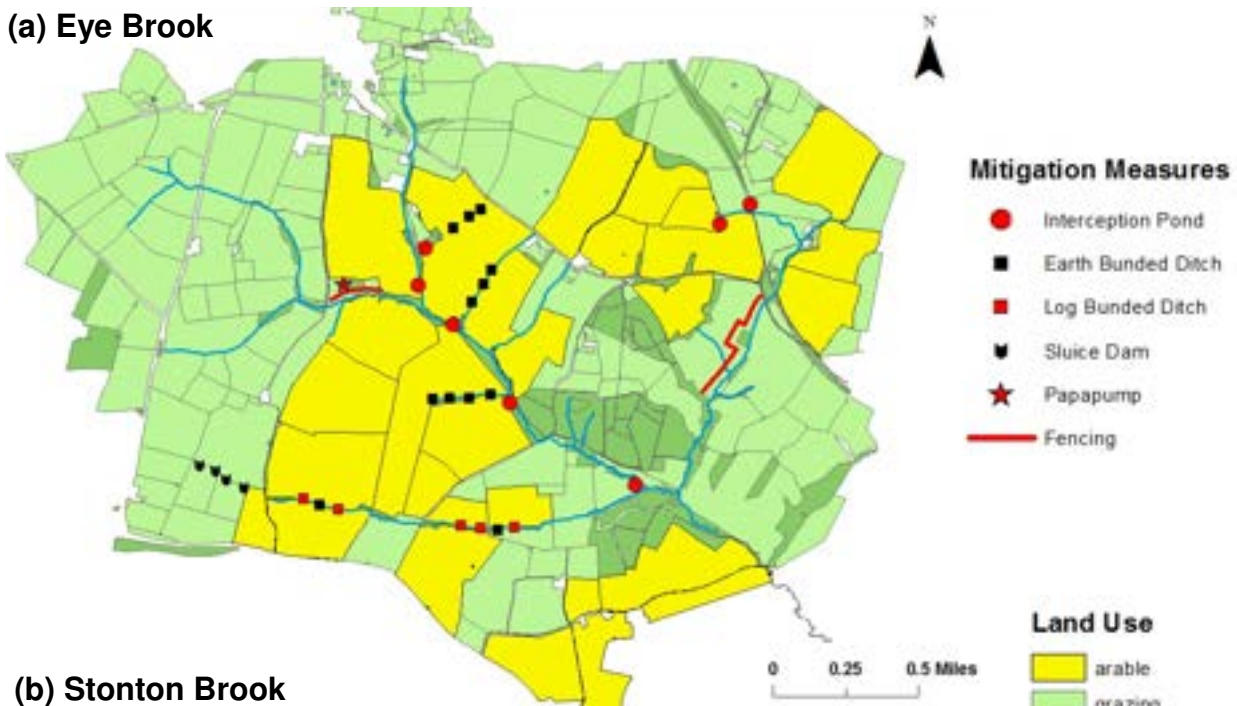 (a) Eye Brook
N
Mitigation Measures
Interception Pond
Earth Bunded Ditch
Log Bunded Ditch
Sluice Dam
Papapump
Fencing
Land Use
arable
grazing
0 0.25 0.5 Miles
(b) Stonton Brook